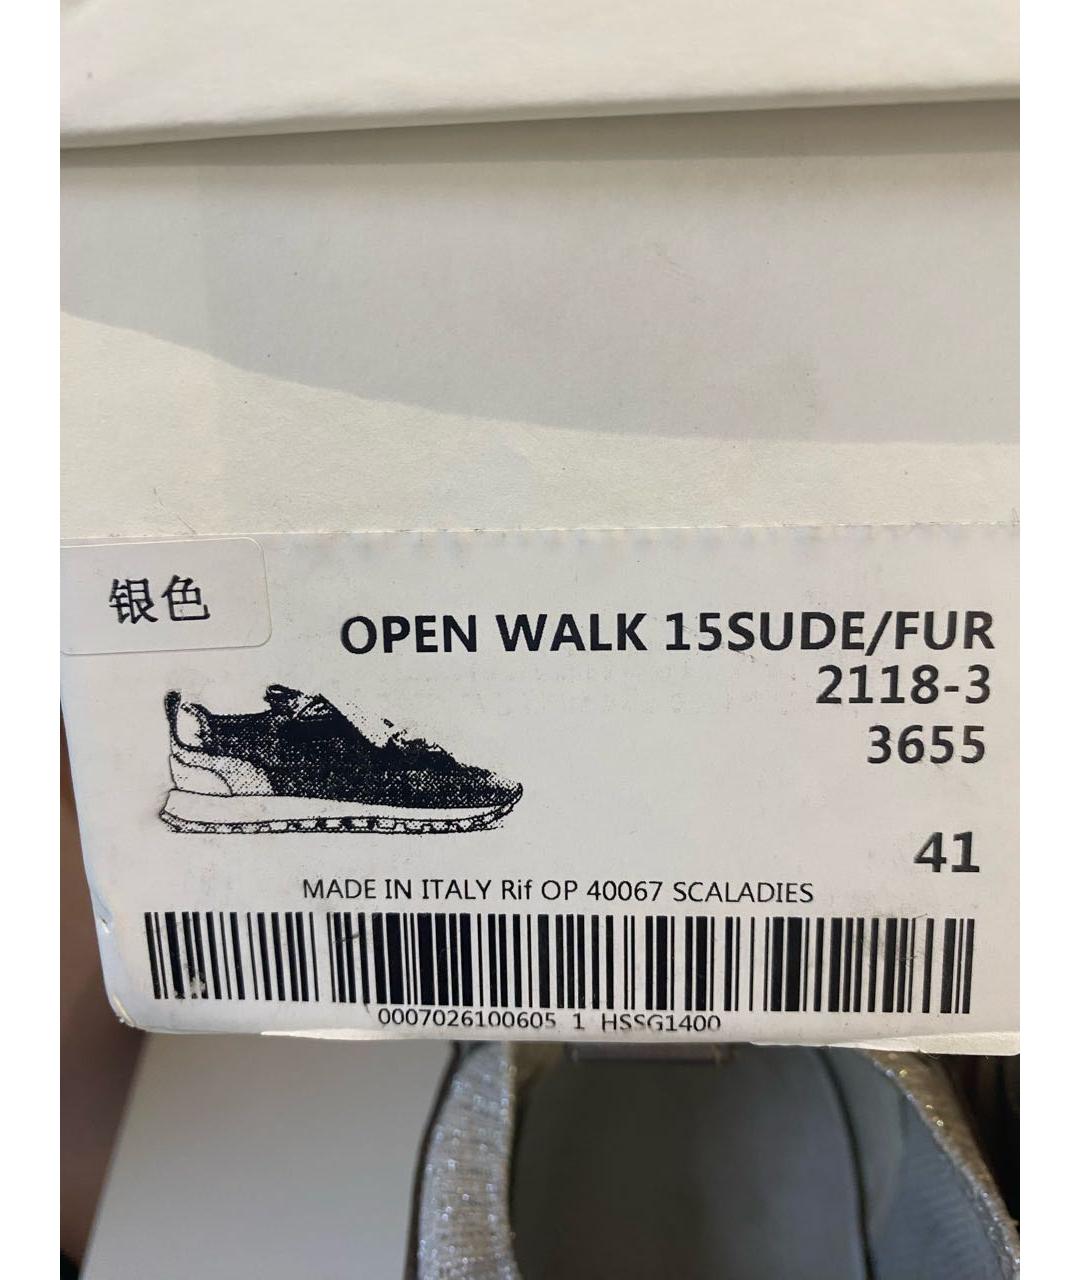 银色
OPEN WALK 15SUDE/FUR
2118-3
3655
41
MADE IN ITALY Rif OP 40067 SCALADIES
0007026100605 1 HSSG1400